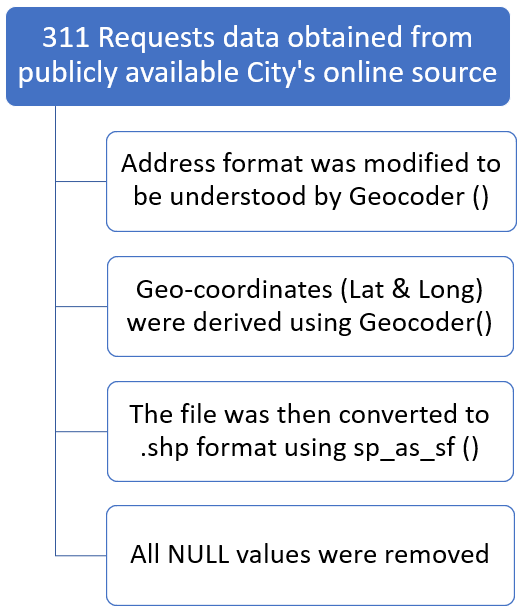 311 Requests data obtained from
publicly available City's online source
Address format was modified to
be understood by Geocoder ()
Geo-coordinates (Lat & Long)
were derived using Geocoder()
The file was then converted to
.shp format using sp_as_sf ()
All NULL values were removed